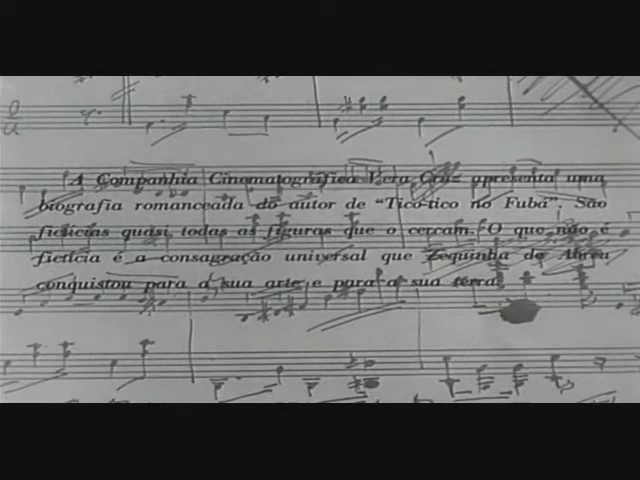 A Companhia Cinematográfica Vera Cruz apresenta uma
biografia romanceada do autor de "Tico-tico no Fubá". São
fictícias quasi todas as figuras que o cercam. O que não é
fictícia é a consagração universal que Zequinha de Abreu
conquistou para a sua arte e para a sua terra.